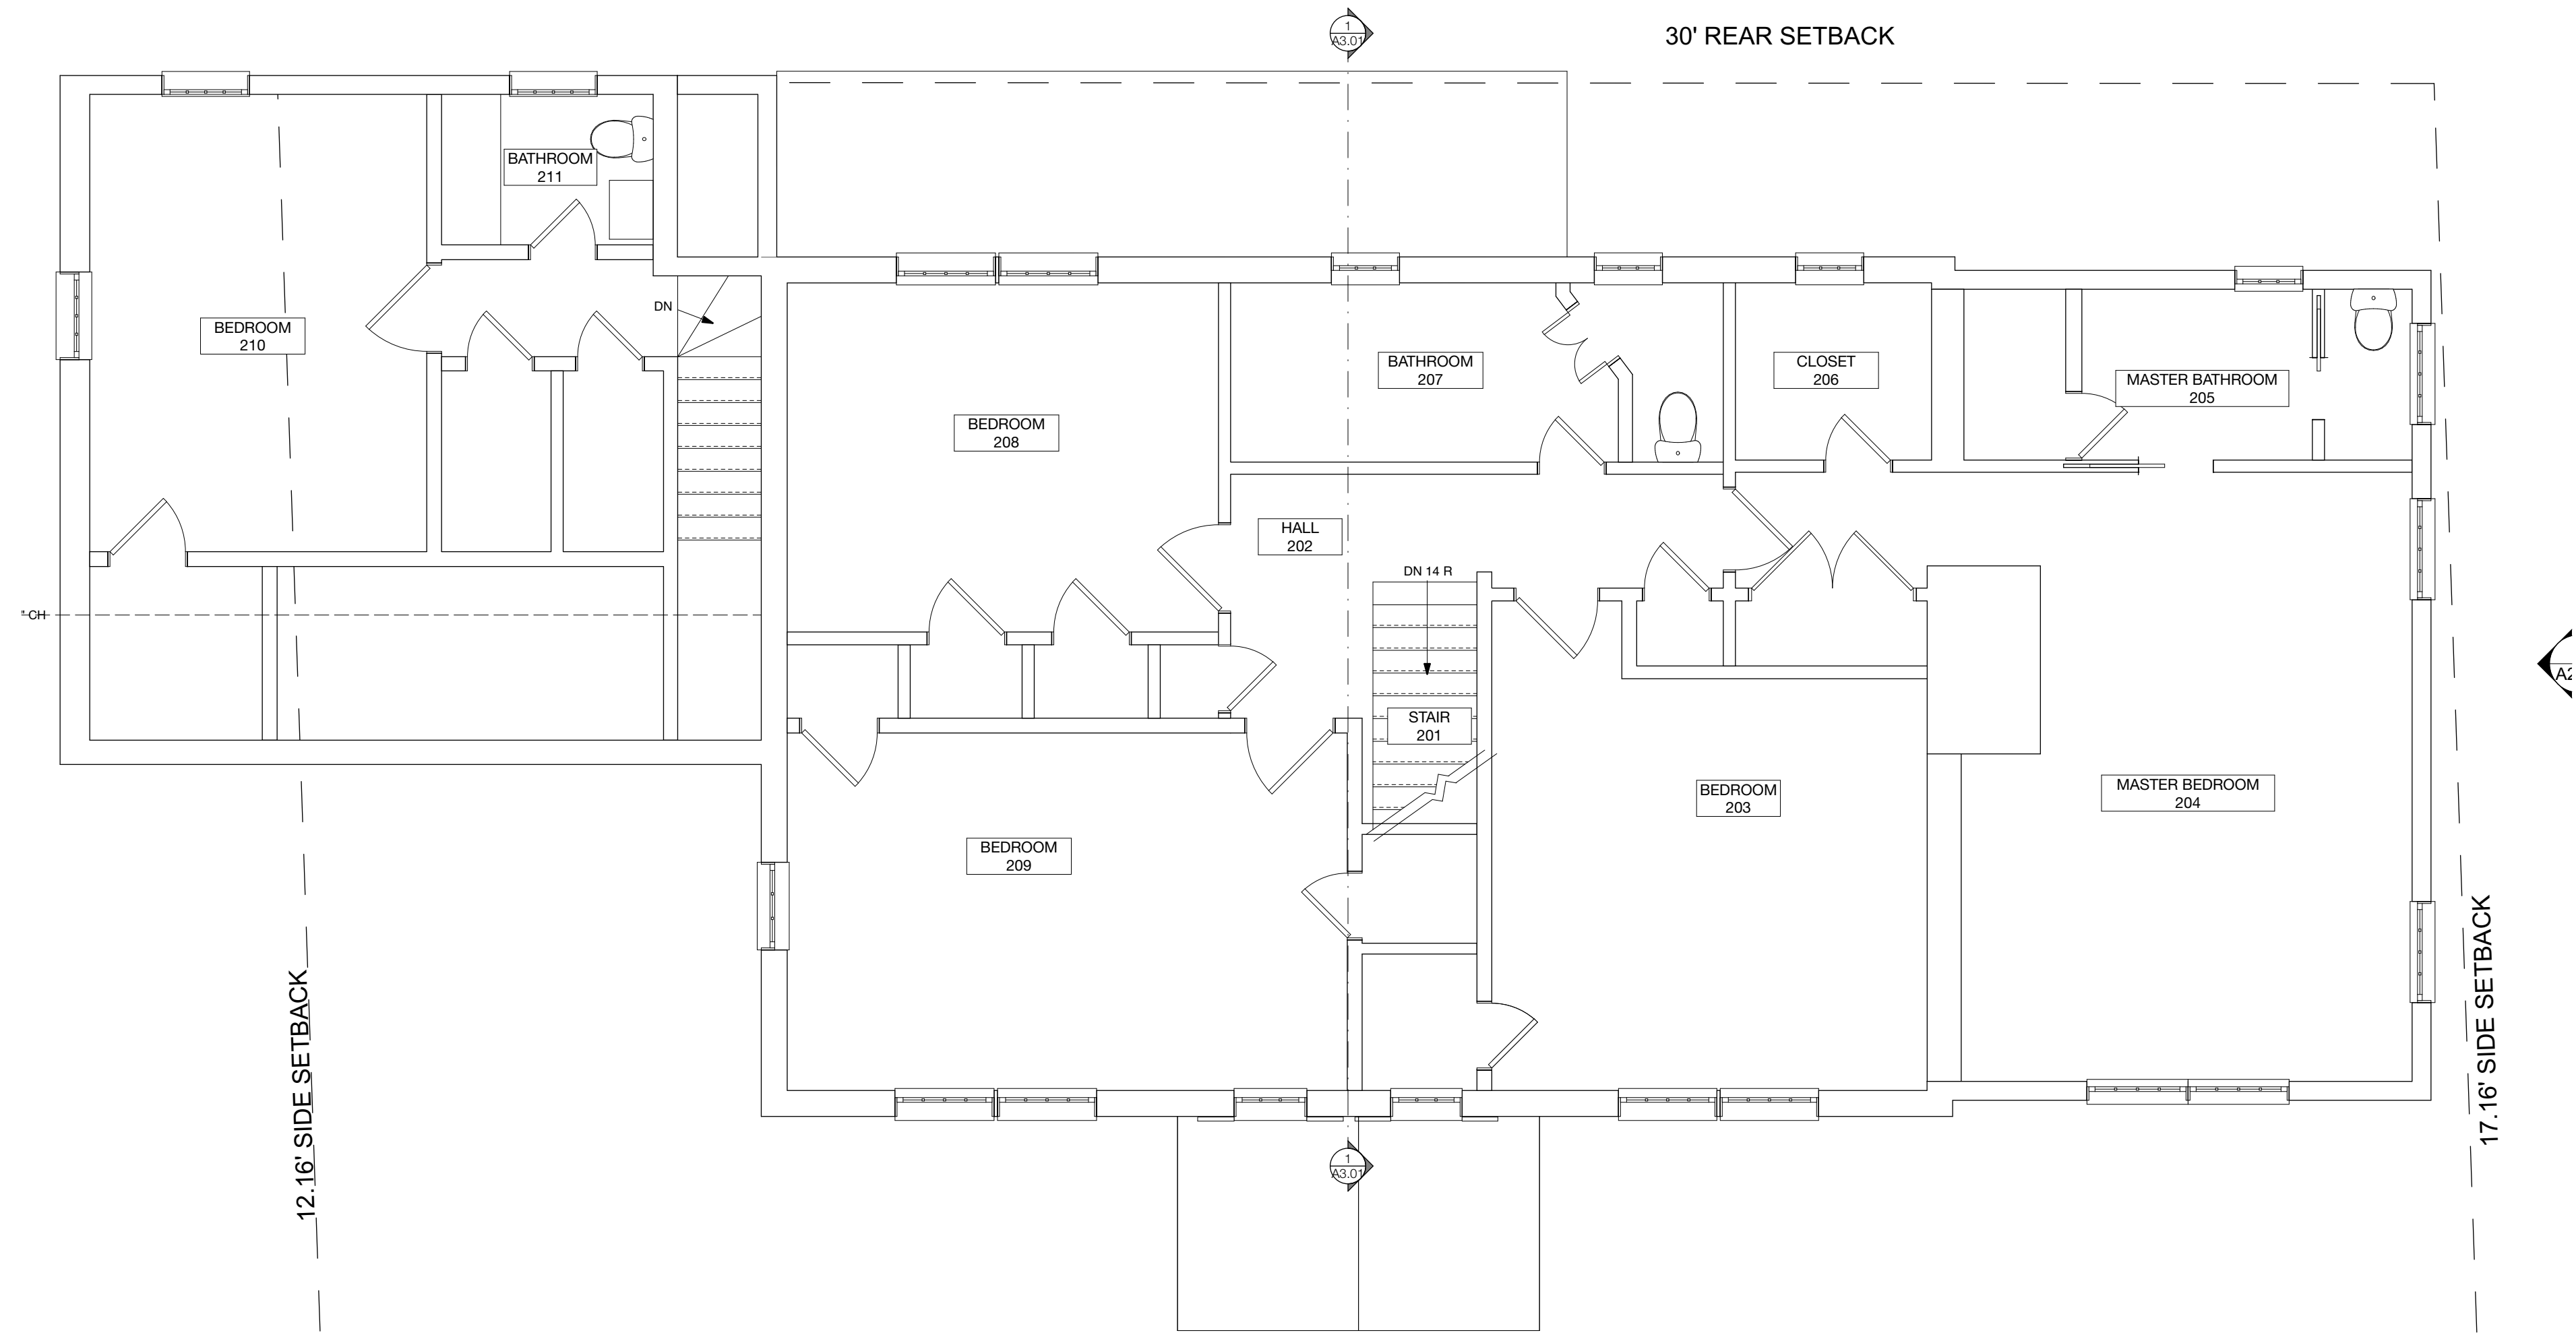 1
A3.01
30' REAR SETBACK
BATHROOM
211
DN
BEDROOM
210
BATHROOM
207
CLOSET
206
MASTER BATHROOM
205
BEDROOM
208
HALL
202
DN 14 R
" CH
A2
STAIR
201
BEDROOM
203
MASTER BEDROOM
204
BEDROOM
209
12.16' SIDE SETBACK
17.16' SIDE SETBACK
1
A3.01